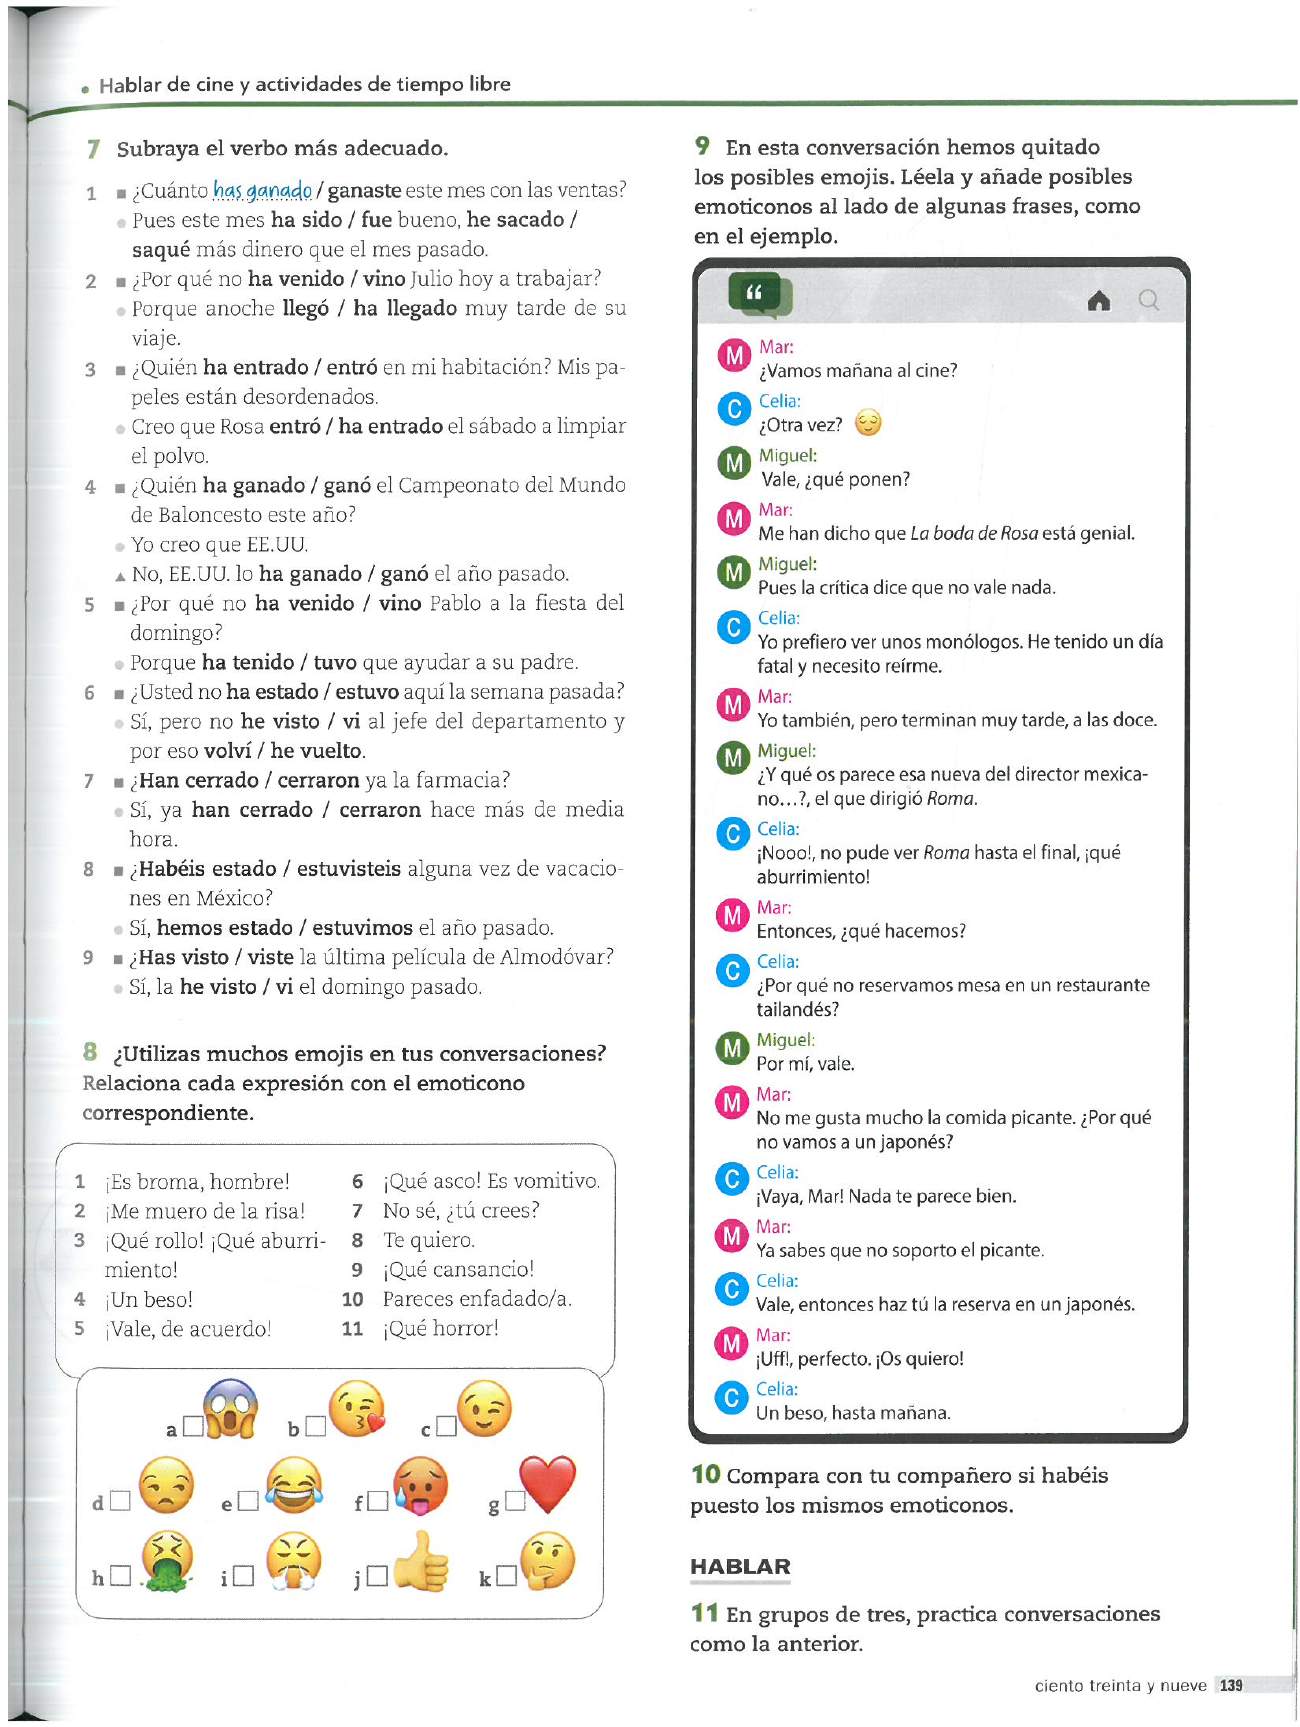 • Hablar de cine y actividades de tiempo libre
7 Subraya el verbo más adecuado.
1 ■ ¿Cuánto has ganado / ganaste este mes con las ventas?
● Pues este mes ha sido / fue bueno, he sacado /
saqué más dinero que el mes pasado.
2 ■ ¿Por qué no ha venido / vino Julio hoy a trabajar?
● Porque anoche llegó / ha llegado muy tarde de su
viaje.
3 ■ ¿Quién ha entrado / entró en mi habitación? Mis pa-
peles están desordenados.
● Creo que Rosa entró / ha entrado el sábado a limpiar
el polvo.
4 ■ ¿Quién ha ganado / ganó el Campeonato del Mundo
de Baloncesto este año?
● Yo creo que EE.UU.
▲ No, EE.UU. lo ha ganado / ganó el año pasado.
5 ■ ¿Por qué no ha venido / vino Pablo a la fiesta del
domingo?
● Porque ha tenido / tuvo que ayudar a su padre.
6 ■ ¿Usted no ha estado / estuvo aquí la semana pasada?
● Sí, pero no he visto / vi al jefe del departamento y
por eso volví / he vuelto.
7 ■ ¿Han cerrado / cerraron ya la farmacia?
● Sí, ya han cerrado / cerraron hace más de media
hora.
8 ■ ¿Habéis estado / estuvisteis alguna vez de vacacio-
nes en México?
● Sí, hemos estado / estuvimos el año pasado.
9 ■ ¿Has visto / viste la última película de Almodóvar?
● Sí, la he visto / vi el domingo pasado.
8 ¿Utilizas muchos emojis en tus conversaciones?
Relaciona cada expresión con el emoticono
correspondiente.
1 ¡Es broma, hombre!
2 ¡Me muero de la risa!
3 ¡Qué rollo! ¡Qué aburri-
miento!
4 ¡Un beso!
5 ¡Vale, de acuerdo!
6 ¡Qué asco! Es vomitivo.
7 No sé, ¿tú crees?
8 Te quiero.
9 ¡Qué cansancio!
10 Pareces enfadado/a.
11 ¡Qué horror!
a b c
d e f g
h i j k
9 En esta conversación hemos quitado
los posibles emojis. Léela y añade posibles
emoticonos al lado de algunas frases, como
en el ejemplo.
“
M Mar:
¿Vamos mañana al cine?
C Celia:
¿Otra vez?
M Miguel:
Vale, ¿qué ponen?
M Mar:
Me han dicho que La boda de Rosa está genial.
M Miguel:
Pues la crítica dice que no vale nada.
C Celia:
Yo prefiero ver unos monólogos. He tenido un día
fatal y necesito reírme.
M Mar:
Yo también, pero terminan muy tarde, a las doce.
M Miguel:
¿Y qué os parece esa nueva del director mexica-
no...?, el que dirigió Roma.
C Celia:
¡Nooo!, no pude ver Roma hasta el final, ¡qué
aburrimiento!
M Mar:
Entonces, ¿qué hacemos?
C Celia:
¿Por qué no reservamos mesa en un restaurante
tailandés?
M Miguel:
Por mí, vale.
M Mar:
No me gusta mucho la comida picante. ¿Por qué
no vamos a un japonés?
C Celia:
¡Vaya, Mar! Nada te parece bien.
M Mar:
Ya sabes que no soporto el picante.
C Celia:
Vale, entonces haz tú la reserva en un japonés.
M Mar:
¡Uff!, perfecto. ¡Os quiero!
C Celia:
Un beso, hasta mañana.
10 Compara con tu compañero si habéis
puesto los mismos emoticonos.
HABLAR
11 En grupos de tres, practica conversaciones
como la anterior.
ciento treinta y nueve 139